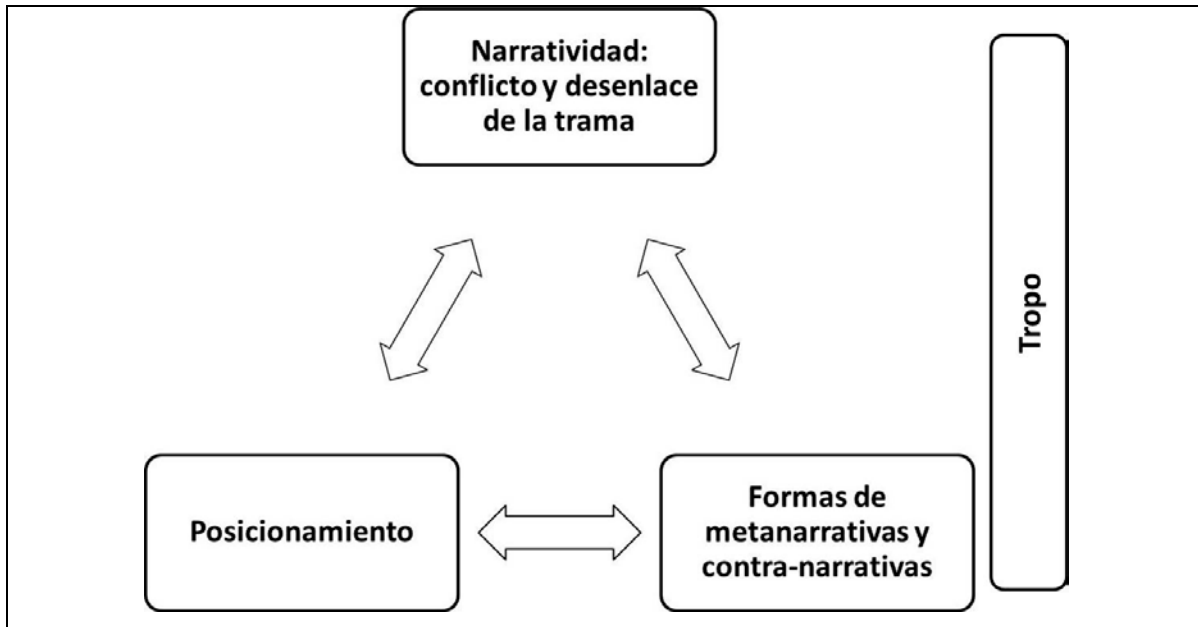 Narratividad:
conflicto y desenlace
de la trama
Tropo
Posicionamiento
Formas de
metanarrativas y
contra-narrativas